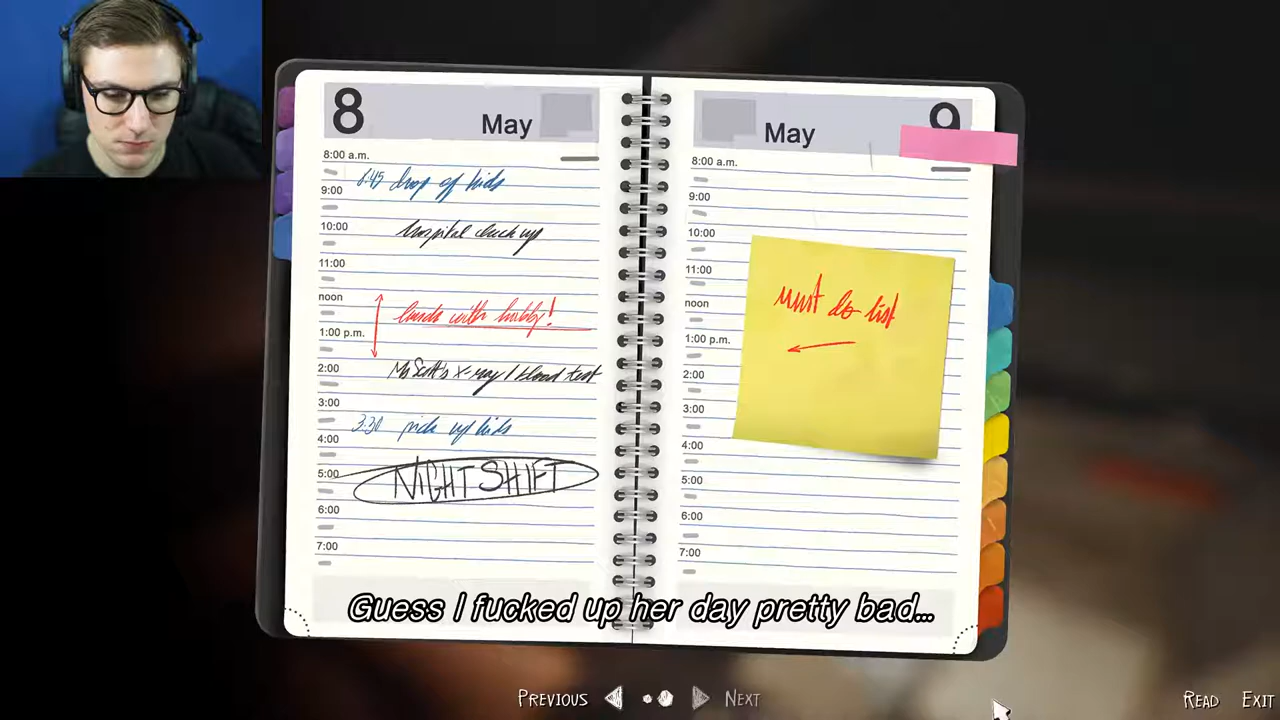 8
May
8:00 a.m.
8:45 drop of kids
9:00
10:00
hospital check up
11:00
noon
lunch with hubby!
1:00 p.m.
2:00
Mr Scott's x-ray / blood test
3:00
3:30 pick up kids
4:00
5:00
NIGHT SHIFT
6:00
7:00
May
9
8:00 a.m.
9:00
10:00
11:00
noon
1:00 p.m.
2:00
3:00
4:00
5:00
6:00
7:00
must do list
Guess I fucked up her day pretty bad...
PREVIOUS
NEXT
READ
EXIT